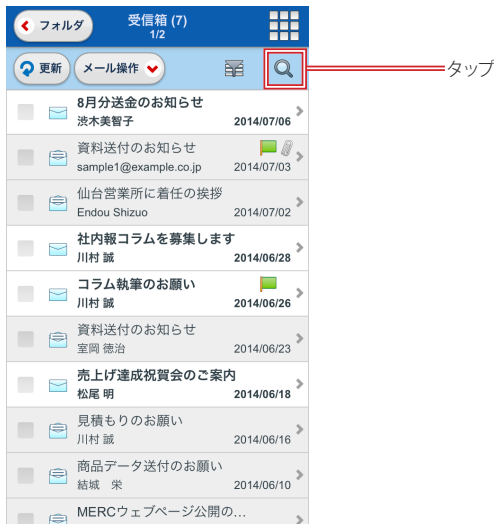 フォルダ
受信箱 (7)
1/2
更新
メール操作
タップ
8月分送金のお知らせ
渋木美智子
2014/07/06
資料送付のお知らせ
sample1@example.co.jp
2014/07/03
仙台営業所に着任の挨拶
Endou Shizuo
2014/07/02
社内報コラムを募集します
川村 誠
2014/06/28
コラム執筆のお願い
川村 誠
2014/06/26
資料送付のお知らせ
室岡 徳治
2014/06/23
売上げ達成祝賀会のご案内
松尾 明
2014/06/18
見積もりのお願い
川村 誠
2014/06/16
商品データ送付のお願い
結城　栄
2014/06/10
MERCウェブページ公開の...